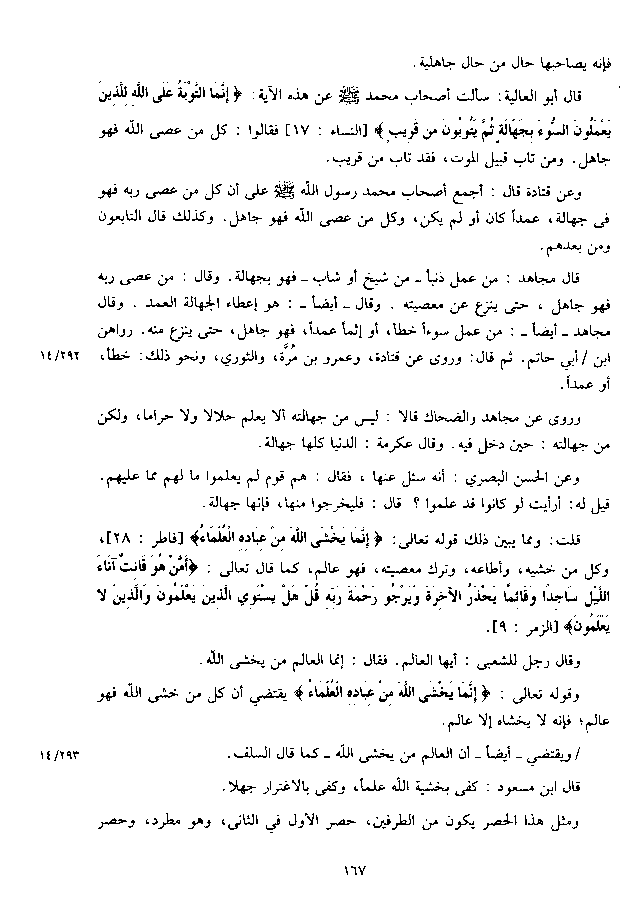 فإنه يصاحبها حال من حال جاهلية.
قال أبو العالية: سألت أصحاب محمد ﷺ عن هذه الآية: ﴿ إِنَّمَا التَّوْبَةُ عَلَى اللَّهِ لِلَّذِينَ
يَعْمَلُونَ السُّوءَ بِجَهَالَةٍ ثُمَّ يَتُوبُونَ مِن قَرِيبٍ﴾ [النساء : ١٧] فقالوا : كل من عصى الله فهو
جاهل. ومن تاب قبيل الموت، فقد تاب من قريب.
وعن قتادة قال : أجمع أصحاب محمد رسول الله ﷺ على أن كل من عصى ربه فهو
فى جهالة، عمداً كان أو لم يكن، وكل من عصى الله فهو جاهل. وكذلك قال التابعون
ومن بعدهم.
قال مجاهد : من عمل ذنباً ـ من شيخ أو شاب ـ فهو بجهالة. وقال : من عصى ربه
فهو جاهل ، حتى ينزع عن معصيته . وقال ـ أيضاً ـ : هو إعطاء الجهالة العمد . وقال
مجاهد ـ أيضاً ـ : من عمل سوءاً خطأ، أو إثماً عمداً، فهو جاهل، حتى ينزع منه. رواهن
ابن / أبي حاتم. ثم قال: وروى عن قتادة، وعمرو بن مُرَّة، والثوري، ونحو ذلك: خطأ، ١٤/٢٩٢
أو عمداً.
وروى عن مجاهد والضحاك قالا : ليس من جهالته ألا يعلم حلالا ولا حراما، ولكن
من جهالته : حين دخل فيه. وقال عكرمة : الدنيا كلها جهالة.
وعن الحسن البصري : أنه سئل عنها ، فقال : هم قوم لم يعلموا ما لهم مما عليهم.
قيل له: أرأيت لو كانوا قد علموا ؟ قال : فليخرجوا منها، فإنها جهالة.
قلت: ومما يبين ذلك قوله تعالى: ﴿ إِنَّمَا يَخْشَى اللَّهَ مِنْ عِبَادِهِ الْعُلَمَاءُ﴾ [فاطر : ٢٨]،
وكل من خشيه، وأطاعه، وترك معصيته، فهو عالم، كما قال تعالى : ﴿أَمَّنْ هُوَ قَانِتٌ آنَاءَ
اللَّيْلِ سَاجِدًا وَقَائِمًا يَحْذَرُ الآخِرَةَ وَيَرْجُو رَحْمَةَ رَبِّهِ قُلْ هَلْ يَسْتَوِي الَّذِينَ يَعْلَمُونَ وَالَّذِينَ لا
يَعْلَمُونَ﴾ [الزمر : ٩].
وقال رجل للشعبى : أيها العالم. فقال : إنما العالم من يخشى الله.
وقوله تعالى : ﴿ إِنَّمَا يَخْشَى اللَّهَ مِنْ عِبَادِهِ الْعُلَمَاءُ ﴾ يقتضي أن كل من خشى الله فهو
عالم؛ فإنه لا يخشاه إلا عالم.
/ ويقتضي ـ أيضاً ـ أن العالم من يخشى الله ـ كما قال السلف. ١٤/٢٩٣
قال ابن مسعود : كفى بخشية الله علماً، وكفى بالاغترار جهلا.
ومثل هذا الحصر يكون من الطرفين، حصر الأول في الثانى، وهو مطرد، وحصر
١٦٧